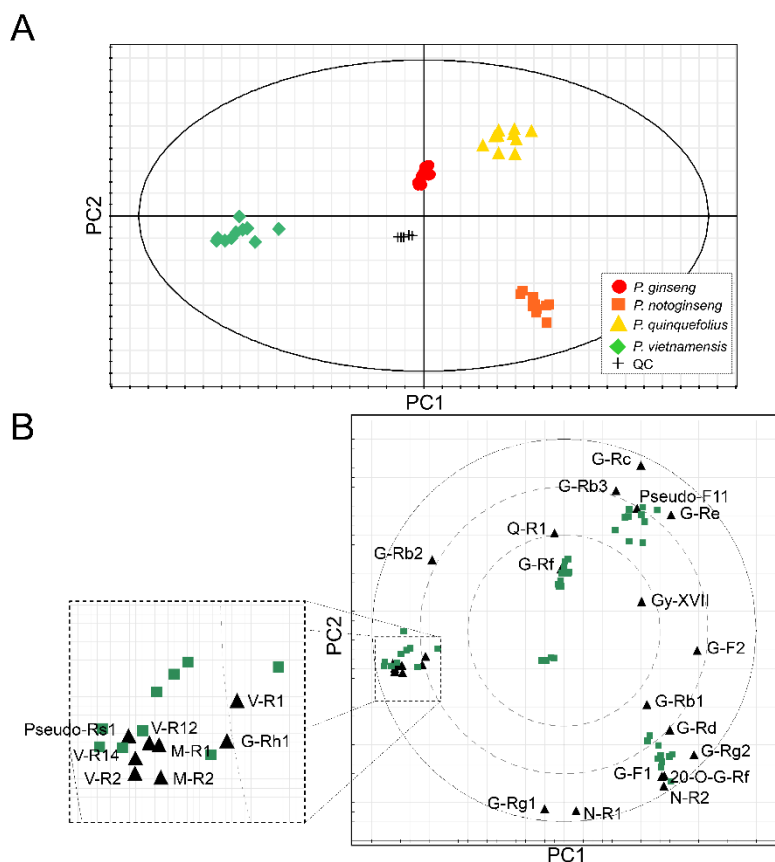 A
PC2
P. ginseng
P. notoginseng
P. quinquefolius
P. vietnamensis
QC
PC1
B
G-Rc
G-Rb3
Pseudo-F11
G-Re
Q-R1
G-Rb2
G-Rf
Gy-XVII
PC2
G-F2
V-R1
G-Rb1
Pseudo-Rs1
V-R12
G-Rd
V-R14
M-R1
G-Rh1
G-Rg2
V-R2
M-R2
G-F1
20-O-G-Rf
N-R2
G-Rg1
N-R1
PC1